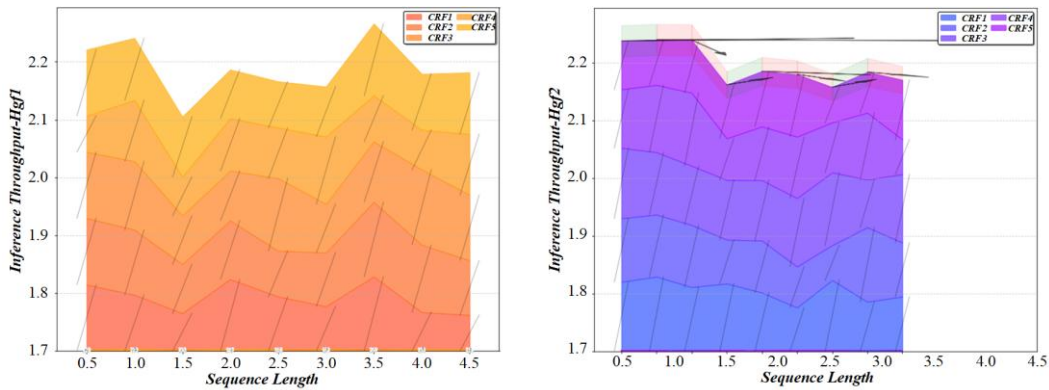 CRF1 CRF4
CRF2 CRF5
CRF3
Inference Throughput-Hgf1
2.2
2.1
2.0
1.9
1.8
1.7
0.5 1.0 1.5 2.0 2.5 3.0 3.5 4.0 4.5
Sequence Length
CRF1 CRF4
CRF2 CRF5
CRF3
Inference Throughput-Hgf2
2.2
2.1
2.0
1.9
1.8
1.7
0.5 1.0 1.5 2.0 2.5 3.0 3.5 4.0 4.5
Sequence Length